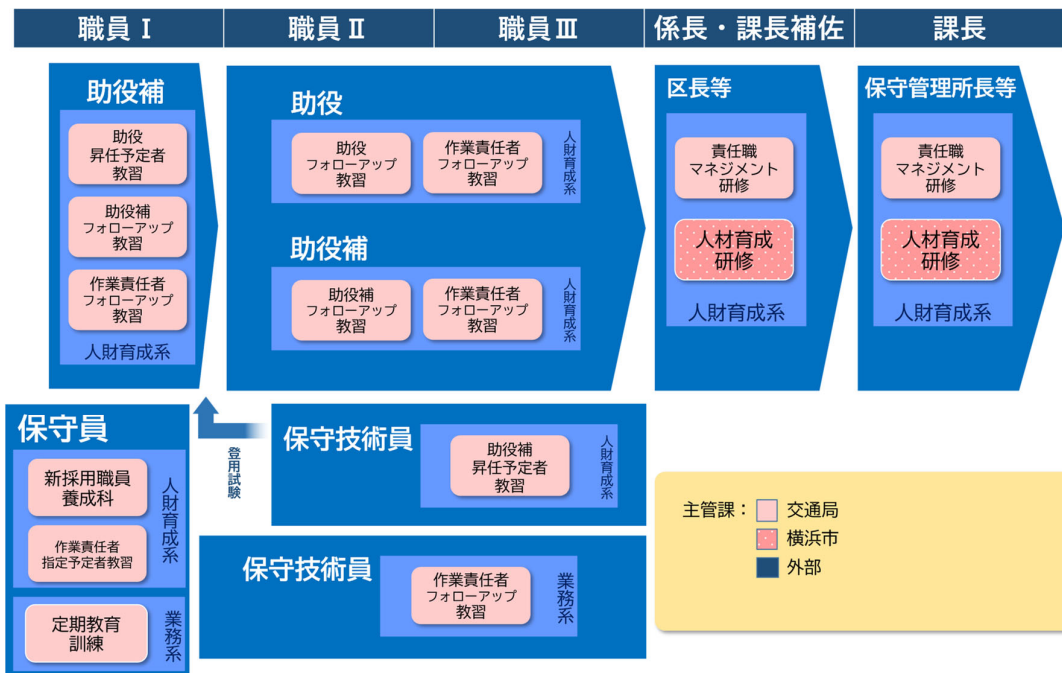 職員Ⅰ
職員Ⅱ
職員Ⅲ
係長・課長補佐
課長
助役補
助役
昇任予定者
教習
助役補
フォローアップ
教習
作業責任者
フォローアップ
教習
人財育成系
助役
助役
フォローアップ
教習
作業責任者
フォローアップ
教習
人財育成系
助役補
助役補
フォローアップ
教習
作業責任者
フォローアップ
教習
人財育成系
区長等
責任職
マネジメント
研修
人材育成
研修
人財育成系
保守管理所長等
責任職
マネジメント
研修
人材育成
研修
人財育成系
保守員
新採用職員
養成科
作業責任者
指定予定者教習
人財育成系
定期教育
訓練
業務系
登用試験
保守技術員
助役補
昇任予定者
教習
人財育成系
保守技術員
作業責任者
フォローアップ
教習
業務系
主管課：交通局
横浜市
外部